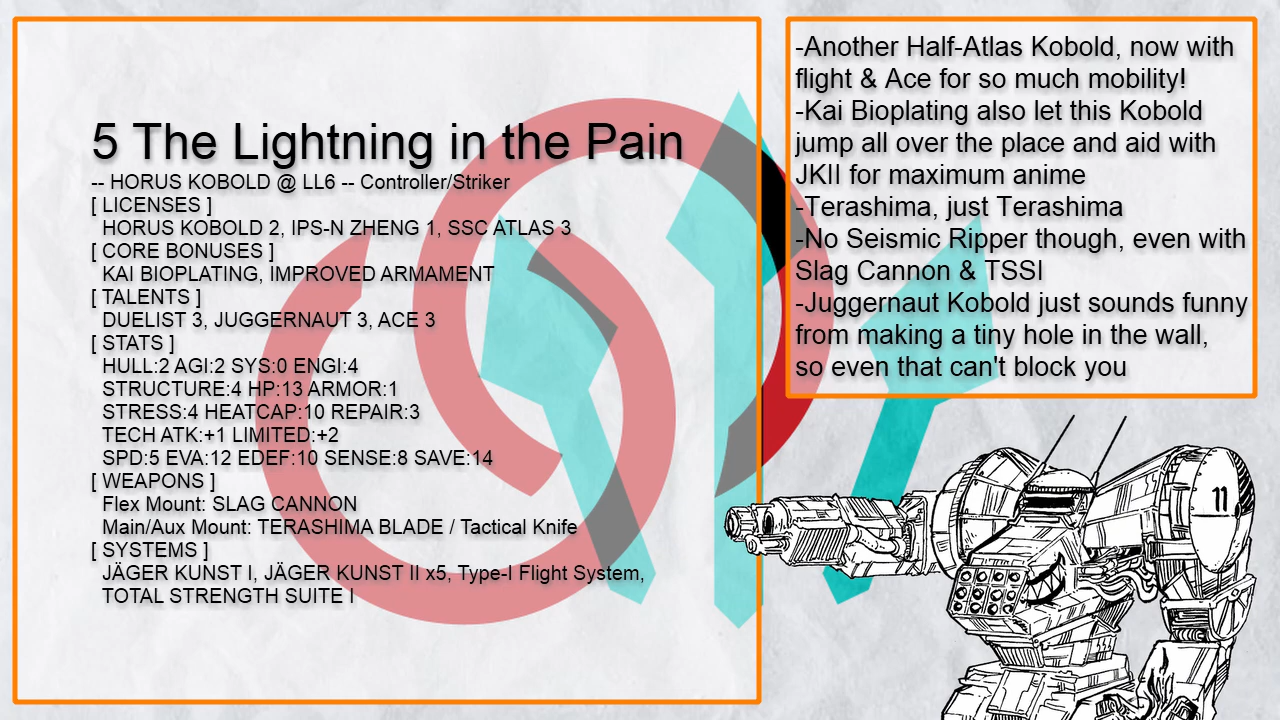 5 The Lightning in the Pain
-- HORUS KOBOLD @ LL6 -- Controller/Striker
[ LICENSES ]
HORUS KOBOLD 2, IPS-N ZHENG 1, SSC ATLAS 3
[ CORE BONUSES ]
KAI BIOPLATING, IMPROVED ARMAMENT
[ TALENTS ]
DUELIST 3, JUGGERNAUT 3, ACE 3
[ STATS ]
HULL:2 AGI:2 SYS:0 ENGI:4
STRUCTURE:4 HP:13 ARMOR:1
STRESS:4 HEATCAP:10 REPAIR:3
TECH ATK:+1 LIMITED:+2
SPD:5 EVA:12 EDEF:10 SENSE:8 SAVE:14
[ WEAPONS ]
Flex Mount: SLAG CANNON
Main/Aux Mount: TERASHIMA BLADE / Tactical Knife
[ SYSTEMS ]
JÄGER KUNST I, JÄGER KUNST II x5, Type-I Flight System,
TOTAL STRENGTH SUITE I
-Another Half-Atlas Kobold, now with
flight & Ace for so much mobility!
-Kai Bioplating also let this Kobold
jump all over the place and aid with
JKII for maximum anime
-Terashima, just Terashima
-No Seismic Ripper though, even with
Slag Cannon & TSSI
-Juggernaut Kobold just sounds funny
from making a tiny hole in the wall,
so even that can't block you
11